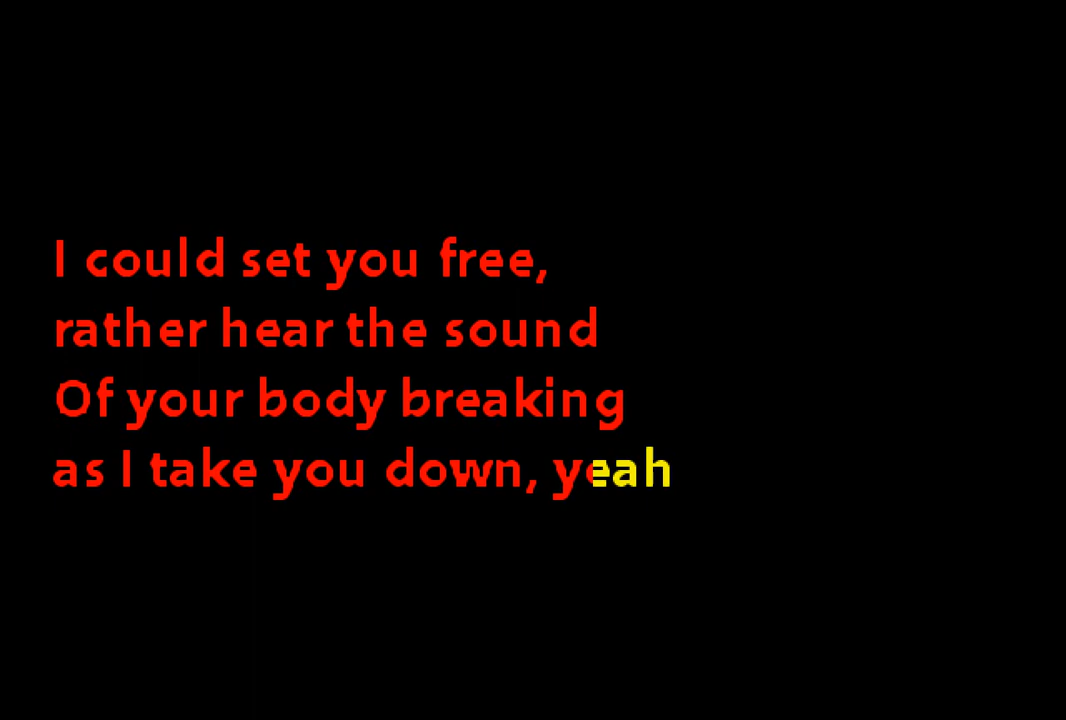 I could set you free,
rather hear the sound
Of your body breaking
as I take you down, yeah